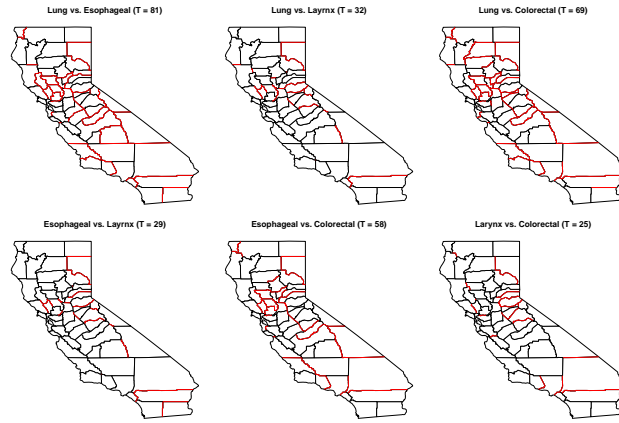 Lung vs. Esophageal (T = 81)
Lung vs. Layrnx (T = 32)
Lung vs. Colorectal (T = 69)
Esophageal vs. Layrnx (T = 29)
Esophageal vs. Colorectal (T = 58)
Larynx vs. Colorectal (T = 25)